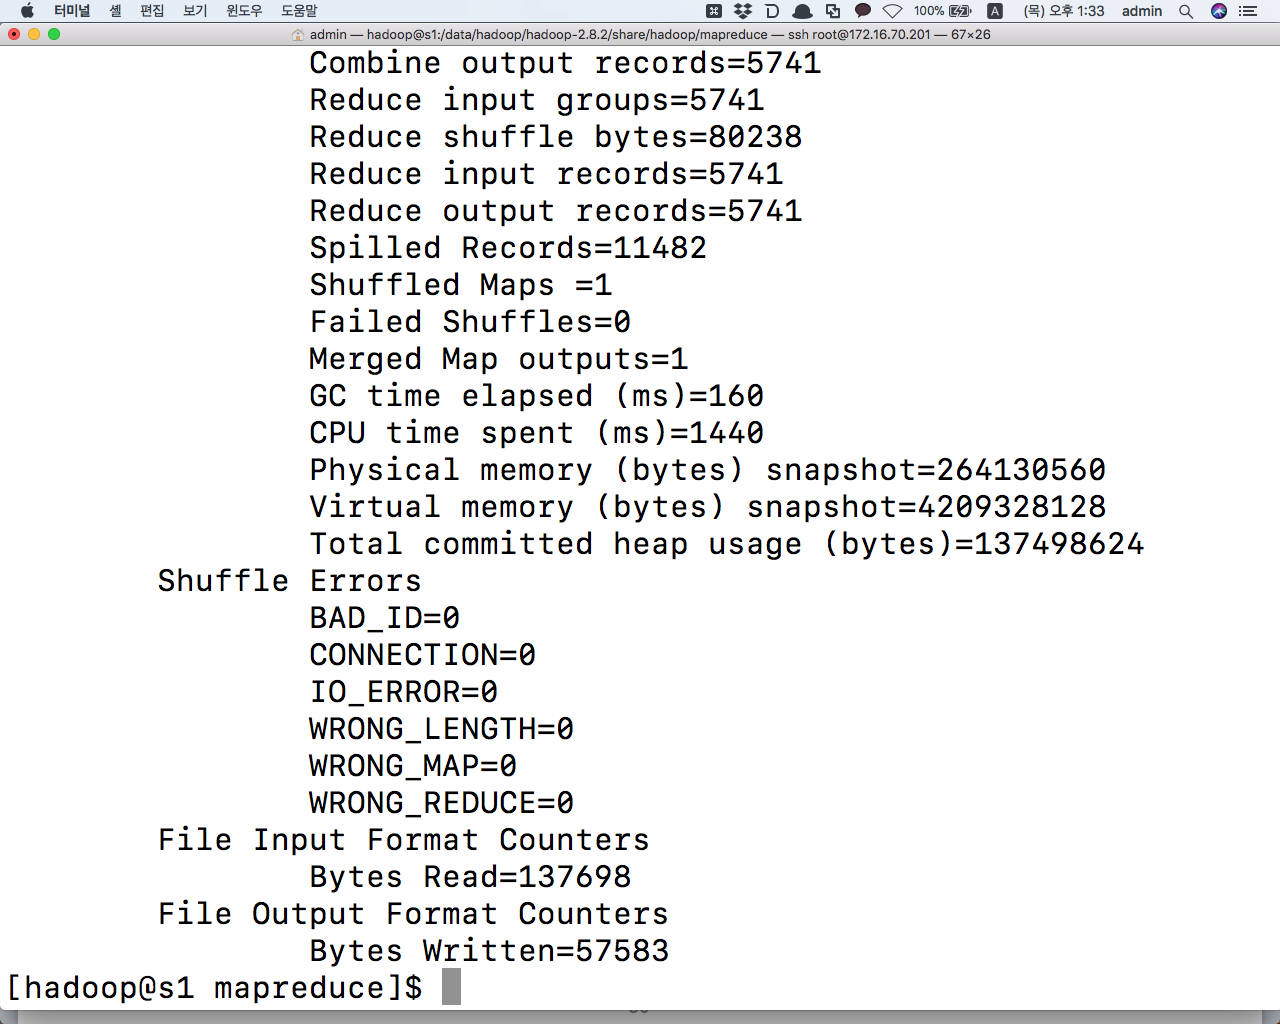 터미널 셸 편집 보기 윈도우 도움말 100% A (목) 오후 1:33 admin
admin — hadoop@s1:/data/hadoop/hadoop-2.8.2/share/hadoop/mapreduce — ssh root@172.16.70.201 — 67×26
Combine output records=5741
Reduce input groups=5741
Reduce shuffle bytes=80238
Reduce input records=5741
Reduce output records=5741
Spilled Records=11482
Shuffled Maps =1
Failed Shuffles=0
Merged Map outputs=1
GC time elapsed (ms)=160
CPU time spent (ms)=1440
Physical memory (bytes) snapshot=264130560
Virtual memory (bytes) snapshot=4209328128
Total committed heap usage (bytes)=137498624
Shuffle Errors
BAD_ID=0
CONNECTION=0
IO_ERROR=0
WRONG_LENGTH=0
WRONG_MAP=0
WRONG_REDUCE=0
File Input Format Counters
Bytes Read=137698
File Output Format Counters
Bytes Written=57583
[hadoop@s1 mapreduce]$